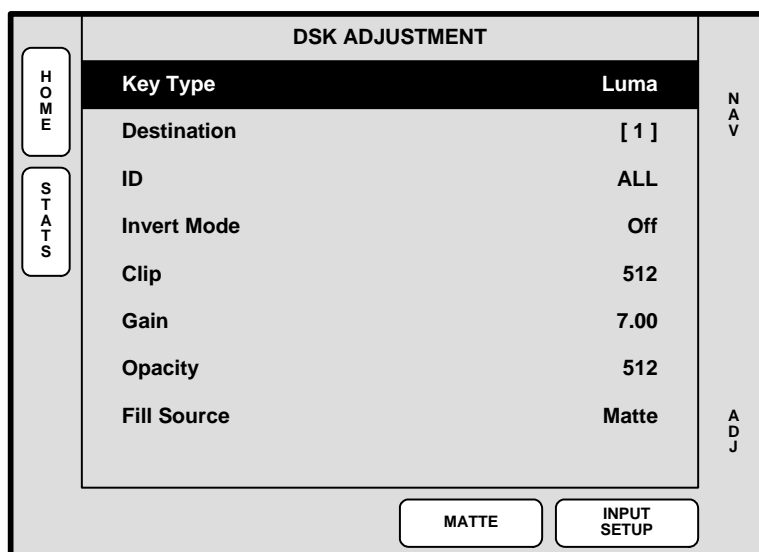 DSK ADJUSTMENT
HOME
STATS
Key Type Luma
Destination [ 1 ]
ID ALL
Invert Mode Off
Clip 512
Gain 7.00
Opacity 512
Fill Source Matte
NAV
ADJ
MATTE
INPUT
SETUP